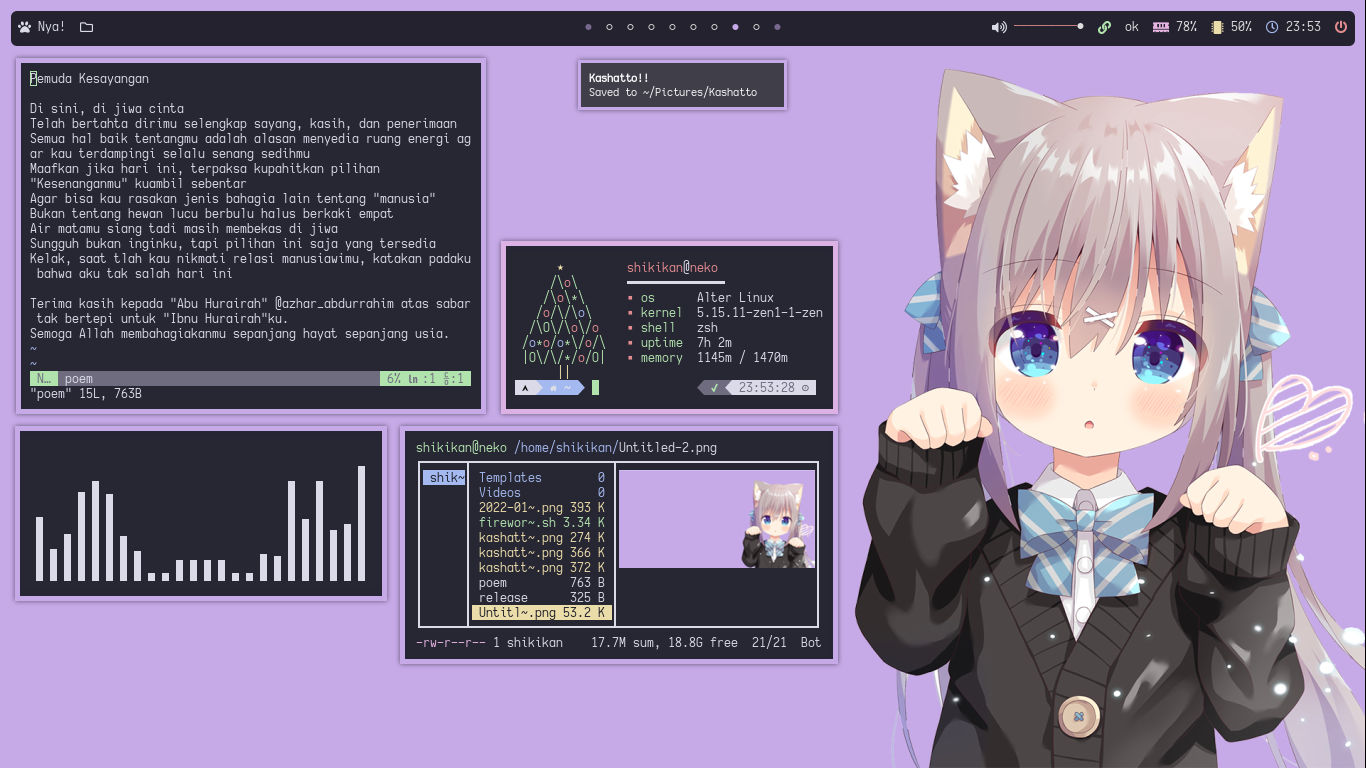 Nya!
ok
78%
50%
23:53
Pemuda Kesayangan
Di sini, di jiwa cinta
Telah bertahta dirimu selengkap sayang, kasih, dan penerimaan
Semua hal baik tentangmu adalah alasan menyedia ruang energi ag
ar kau terdampingi selalu senang sedihmu
Maafkan jika hari ini, terpaksa kupahitkan pilihan
"Kesenanganmu" kuambil sebentar
Agar bisa kau rasakan jenis bahagia lain tentang "manusia"
Bukan tentang hewan lucu berbulu halus berkaki empat
Air matamu siang tadi masih membekas di jiwa
Sungguh bukan inginku, tapi pilihan ini saja yang tersedia
Kelak, saat tlah kau nikmati relasi manusiawimu, katakan padaku
bahwa aku tak salah hari ini
Terima kasih kepada "Abu Hurairah" @azhar_abdurrahim atas sabar
tak bertepi untuk "Ibnu Hurairah"ku.
Semoga Allah membahagiakanmu sepanjang hayat sepanjang usia.
~
~
N… poem 6% ln :1 :1
"poem" 15L, 763B
Kashatto!!
Saved to ~/Pictures/Kashatto
shikikan@neko
os Alter Linux
kernel 5.15.11-zen1-1-zen
shell zsh
uptime 7h 2m
memory 1145m / 1470m
~ ✔ 23:53:28
shikikan@neko /home/shikikan/Untitled-2.png
shik~
Templates 0
Videos 0
2022-01~.png 393 K
firewor~.sh 3.34 K
kashatt~.png 274 K
kashatt~.png 366 K
kashatt~.png 372 K
poem 763 B
release 325 B
Untitl~.png 53.2 K
-rw-r--r-- 1 shikikan 17.7M sum, 18.8G free 21/21 Bot